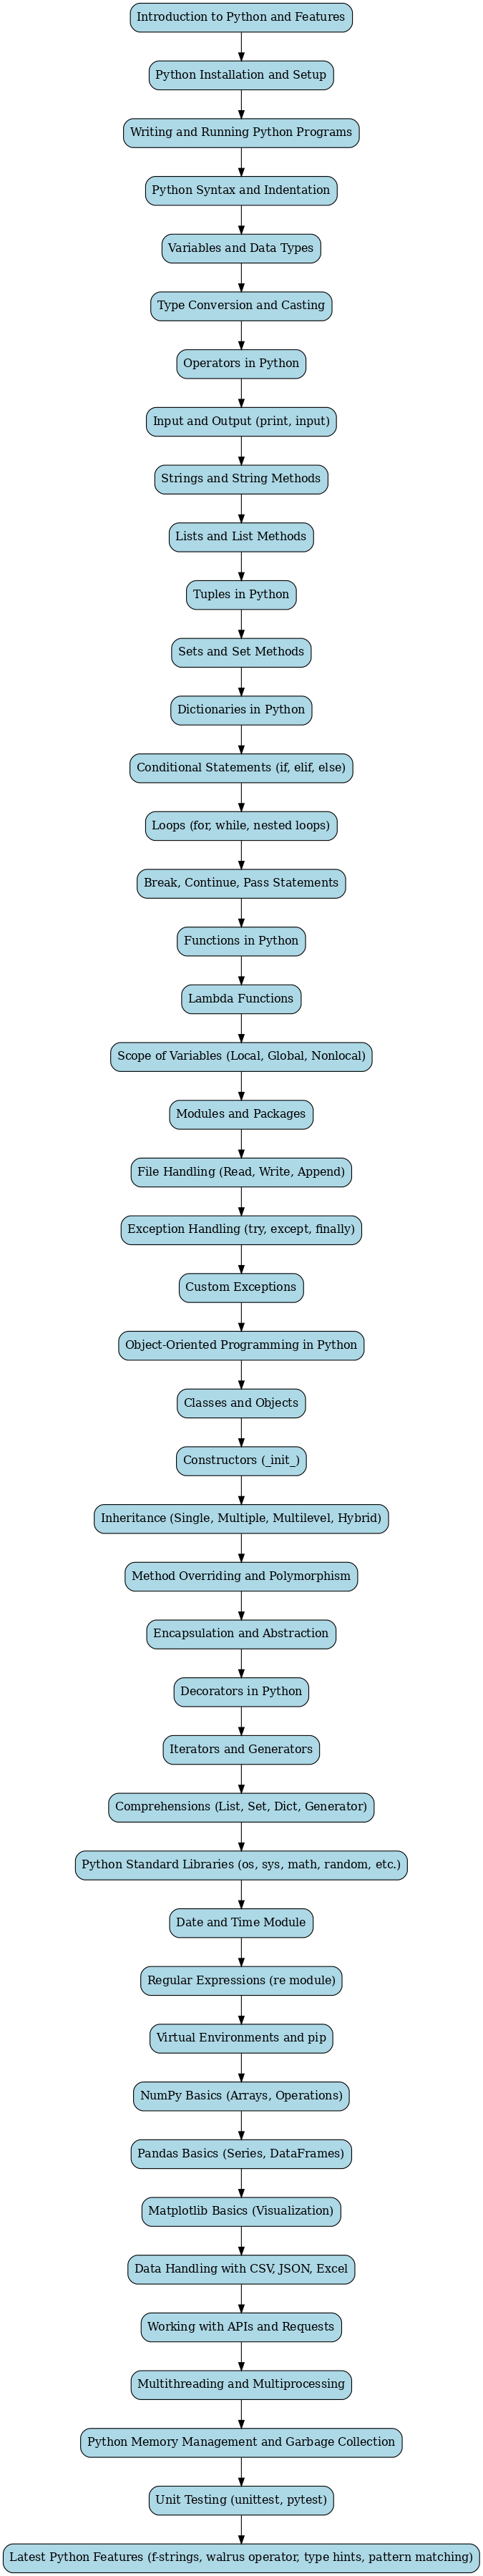 Introduction to Python and Features
Python Installation and Setup
Writing and Running Python Programs
Python Syntax and Indentation
Variables and Data Types
Type Conversion and Casting
Operators in Python
Input and Output (print, input)
Strings and String Methods
Lists and List Methods
Tuples in Python
Sets and Set Methods
Dictionaries in Python
Conditional Statements (if, elif, else)
Loops (for, while, nested loops)
Break, Continue, Pass Statements
Functions in Python
Lambda Functions
Scope of Variables (Local, Global, Nonlocal)
Modules and Packages
File Handling (Read, Write, Append)
Exception Handling (try, except, finally)
Custom Exceptions
Object-Oriented Programming in Python
Classes and Objects
Constructors (_init_)
Inheritance (Single, Multiple, Multilevel, Hybrid)
Method Overriding and Polymorphism
Encapsulation and Abstraction
Decorators in Python
Iterators and Generators
Comprehensions (List, Set, Dict, Generator)
Python Standard Libraries (os, sys, math, random, etc.)
Date and Time Module
Regular Expressions (re module)
Virtual Environments and pip
NumPy Basics (Arrays, Operations)
Pandas Basics (Series, DataFrames)
Matplotlib Basics (Visualization)
Data Handling with CSV, JSON, Excel
Working with APIs and Requests
Multithreading and Multiprocessing
Python Memory Management and Garbage Collection
Unit Testing (unittest, pytest)
Latest Python Features (f-strings, walrus operator, type hints, pattern matching)